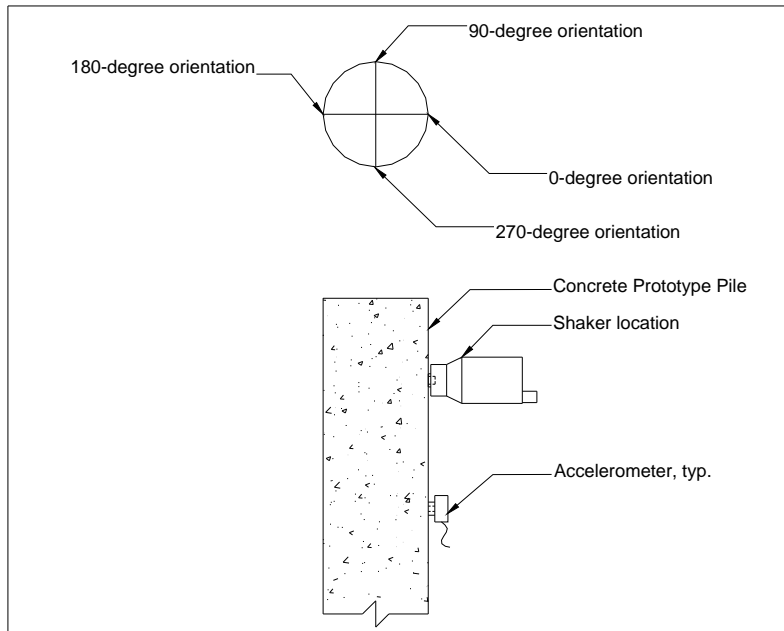 90-degree orientation
180-degree orientation
0-degree orientation
270-degree orientation
Concrete Prototype Pile
Shaker location
Accelerometer, typ.